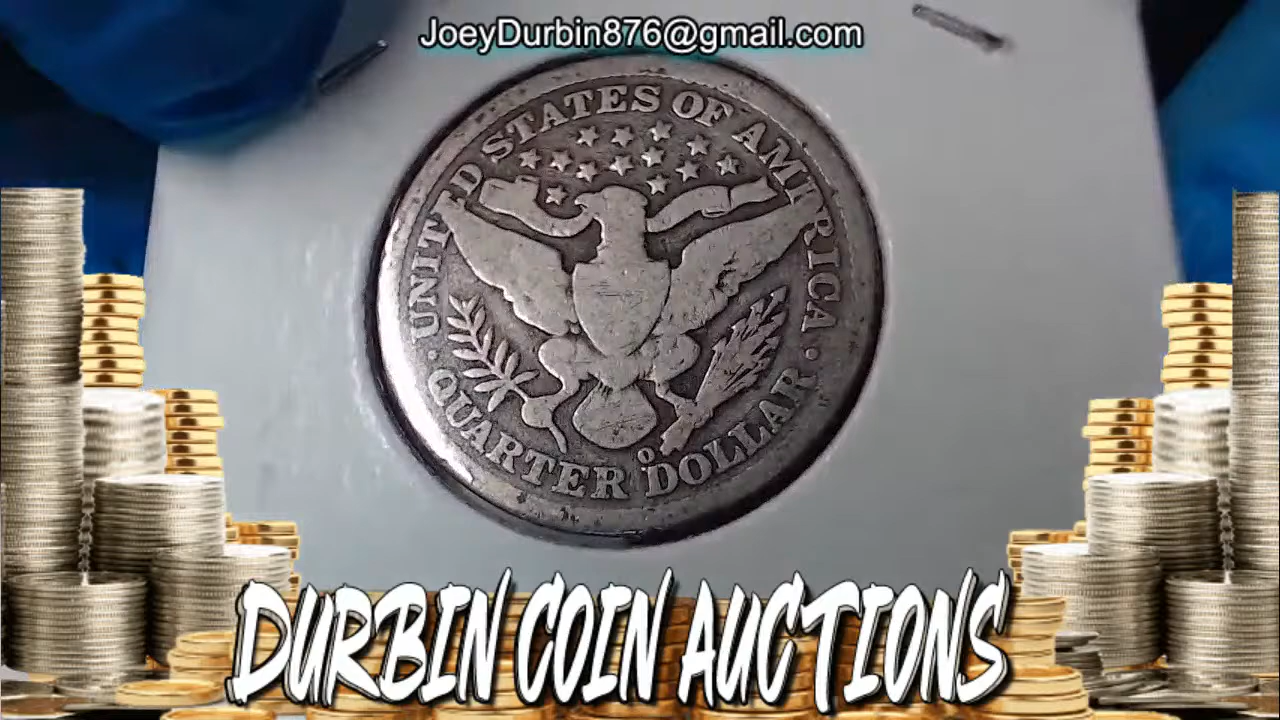 JoeyDurbin876@gmail.com
UNITED STATES OF AMERICA
O
· QUARTER DOLLAR ·
DURBIN COIN AUCTIONS